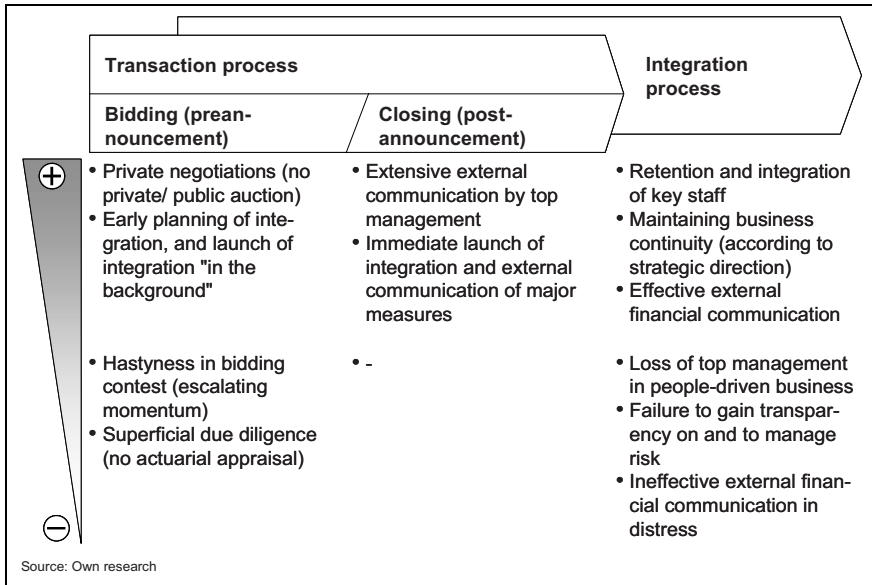 Transaction process
Integration
process
Bidding (prean-
nouncement)
Closing (post-
announcement)
+
• Private negotiations (no
private/ public auction)
• Early planning of inte-
gration, and launch of
integration "in the
background"
• Extensive external
communication by top
management
• Immediate launch of
integration and external
communication of major
measures
• Retention and integration
of key staff
• Maintaining business
continuity (according to
strategic direction)
• Effective external
financial communication
• Hastyness in bidding
contest (escalating
momentum)
• Superficial due diligence
(no actuarial appraisal)
• -
• Loss of top management
in people-driven business
• Failure to gain transpar-
ency on and to manage
risk
• Ineffective external finan-
cial communication in
distress
−
Source: Own research